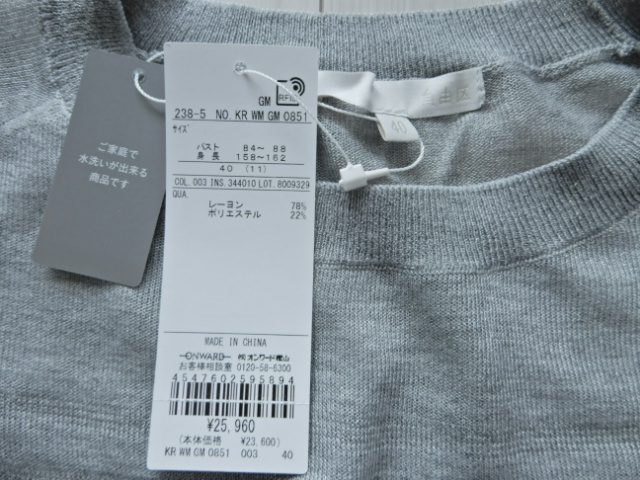 ご家庭で
水洗いが出来る
商品です
GM
RFID
238-5 NO. KR WM GM 0851
サイズ
バスト 84〜 88
身 長 158〜162
40 (11)
COL. 003 INS. 344010 LOT. 8009329
QUA.
レーヨン 78%
ポリエステル 22%
MADE IN CHINA
ONWARD ㈱オンワード樫山
お客様相談室 0120-58-6300
4547602595894
¥25,960
(本体価格 ¥23,600)
KR WM GM 0851 003 40
自由区
40